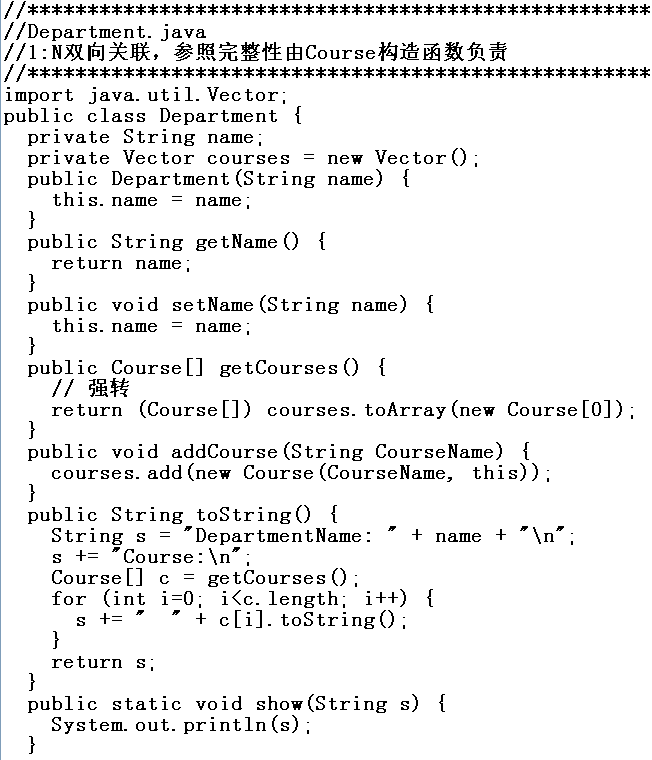 //****************************************************
//Department.java
//1:N双向关联，参照完整性由Course构造函数负责
//****************************************************
import java.util.Vector;
public class Department {
  private String name;
  private Vector courses = new Vector();
  public Department(String name) {
    this.name = name;
  }
  public String getName() {
    return name;
  }
  public void setName(String name) {
    this.name = name;
  }
  public Course[] getCourses() {
    // 强转
    return (Course[]) courses.toArray(new Course[0]);
  }
  public void addCourse(String CourseName) {
    courses.add(new Course(CourseName, this));
  }
  public String toString() {
    String s = "DepartmentName: " + name + "\n";
    s += "Course:\n";
    Course[] c = getCourses();
    for (int i=0; i<c.length; i++) {
      s += "  " + c[i].toString();
    }
    return s;
  }
  public static void show(String s) {
    System.out.println(s);
  }